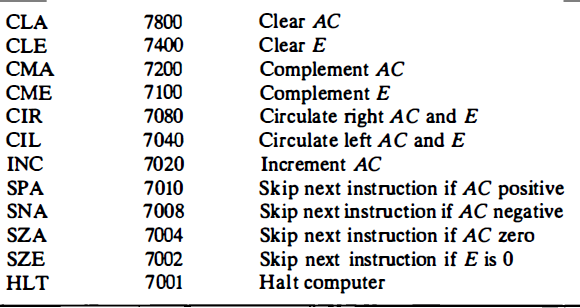 CLA 7800 Clear AC
CLE 7400 Clear E
CMA 7200 Complement AC
CME 7100 Complement E
CIR 7080 Circulate right AC and E
CIL 7040 Circulate left AC and E
INC 7020 Increment AC
SPA 7010 Skip next instruction if AC positive
SNA 7008 Skip next instruction if AC negative
SZA 7004 Skip next instruction if AC zero
SZE 7002 Skip next instruction if E is 0
HLT 7001 Halt computer